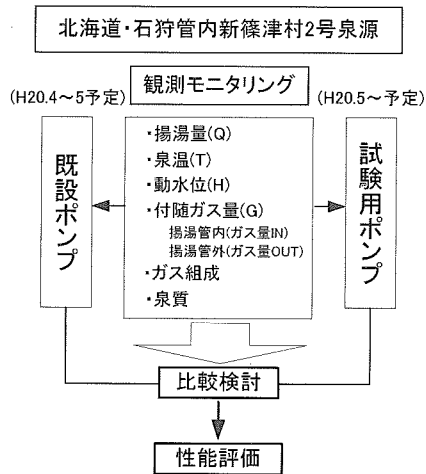 北海道・石狩管内新篠津村2号泉源
観測モニタリング
(H20.4～5予定)
(H20.5～予定)
既設ポンプ
・揚湯量(Q)
・泉温(T)
・動水位(H)
・付随ガス量(G)
揚湯管内(ガス量IN)
揚湯管外(ガス量OUT)
・ガス組成
・泉質
試験用ポンプ
比較検討
性能評価